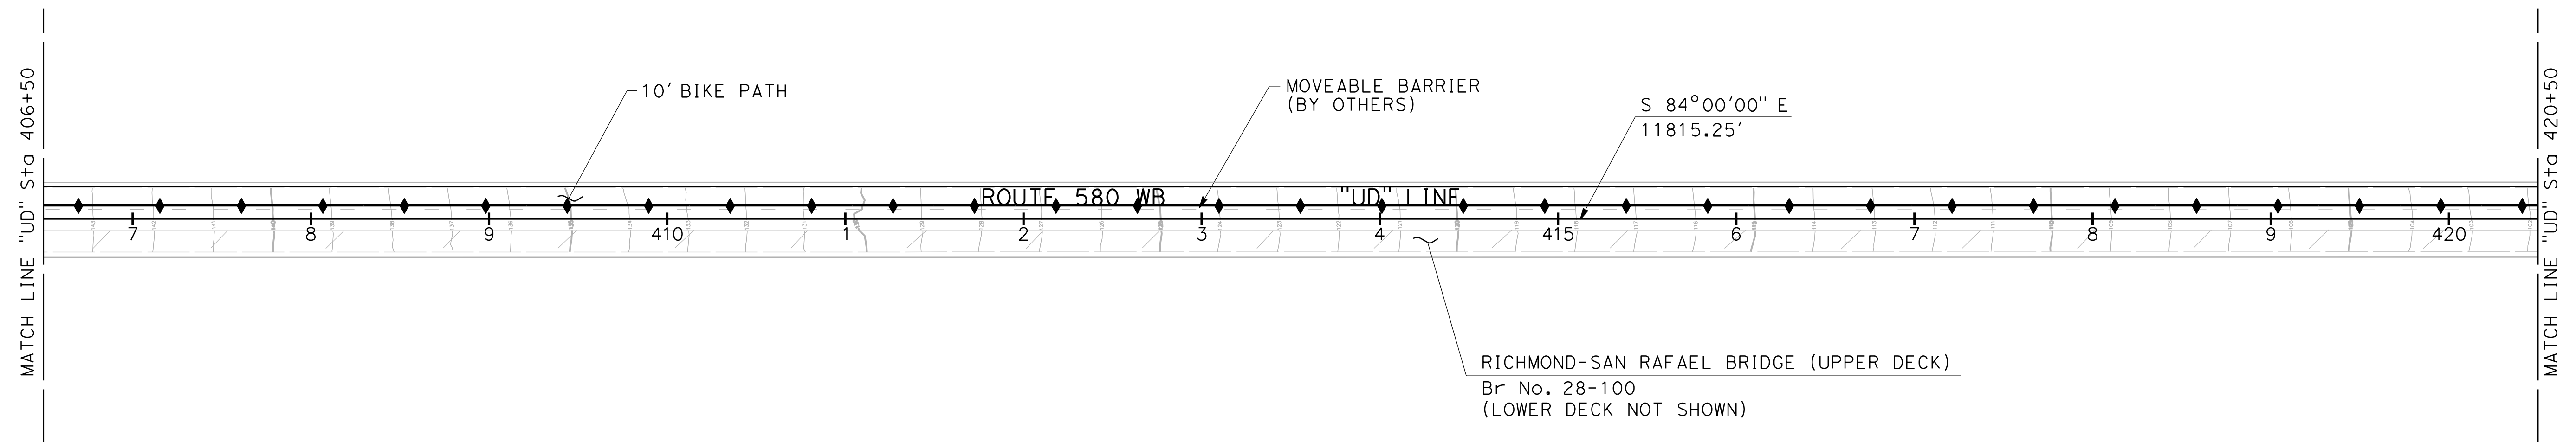 MATCH LINE "UD" Sta 406+50
10' BIKE PATH
MOVEABLE BARRIER
(BY OTHERS)
S 84°00'00" E
11815.25'
ROUTE 580 WB "UD" LINE
7 8 9 410 1 2 3 4 415 6 7 8 9 420
RICHMOND-SAN RAFAEL BRIDGE (UPPER DECK)
Br No. 28-100
(LOWER DECK NOT SHOWN)
MATCH LINE "UD" Sta 420+50